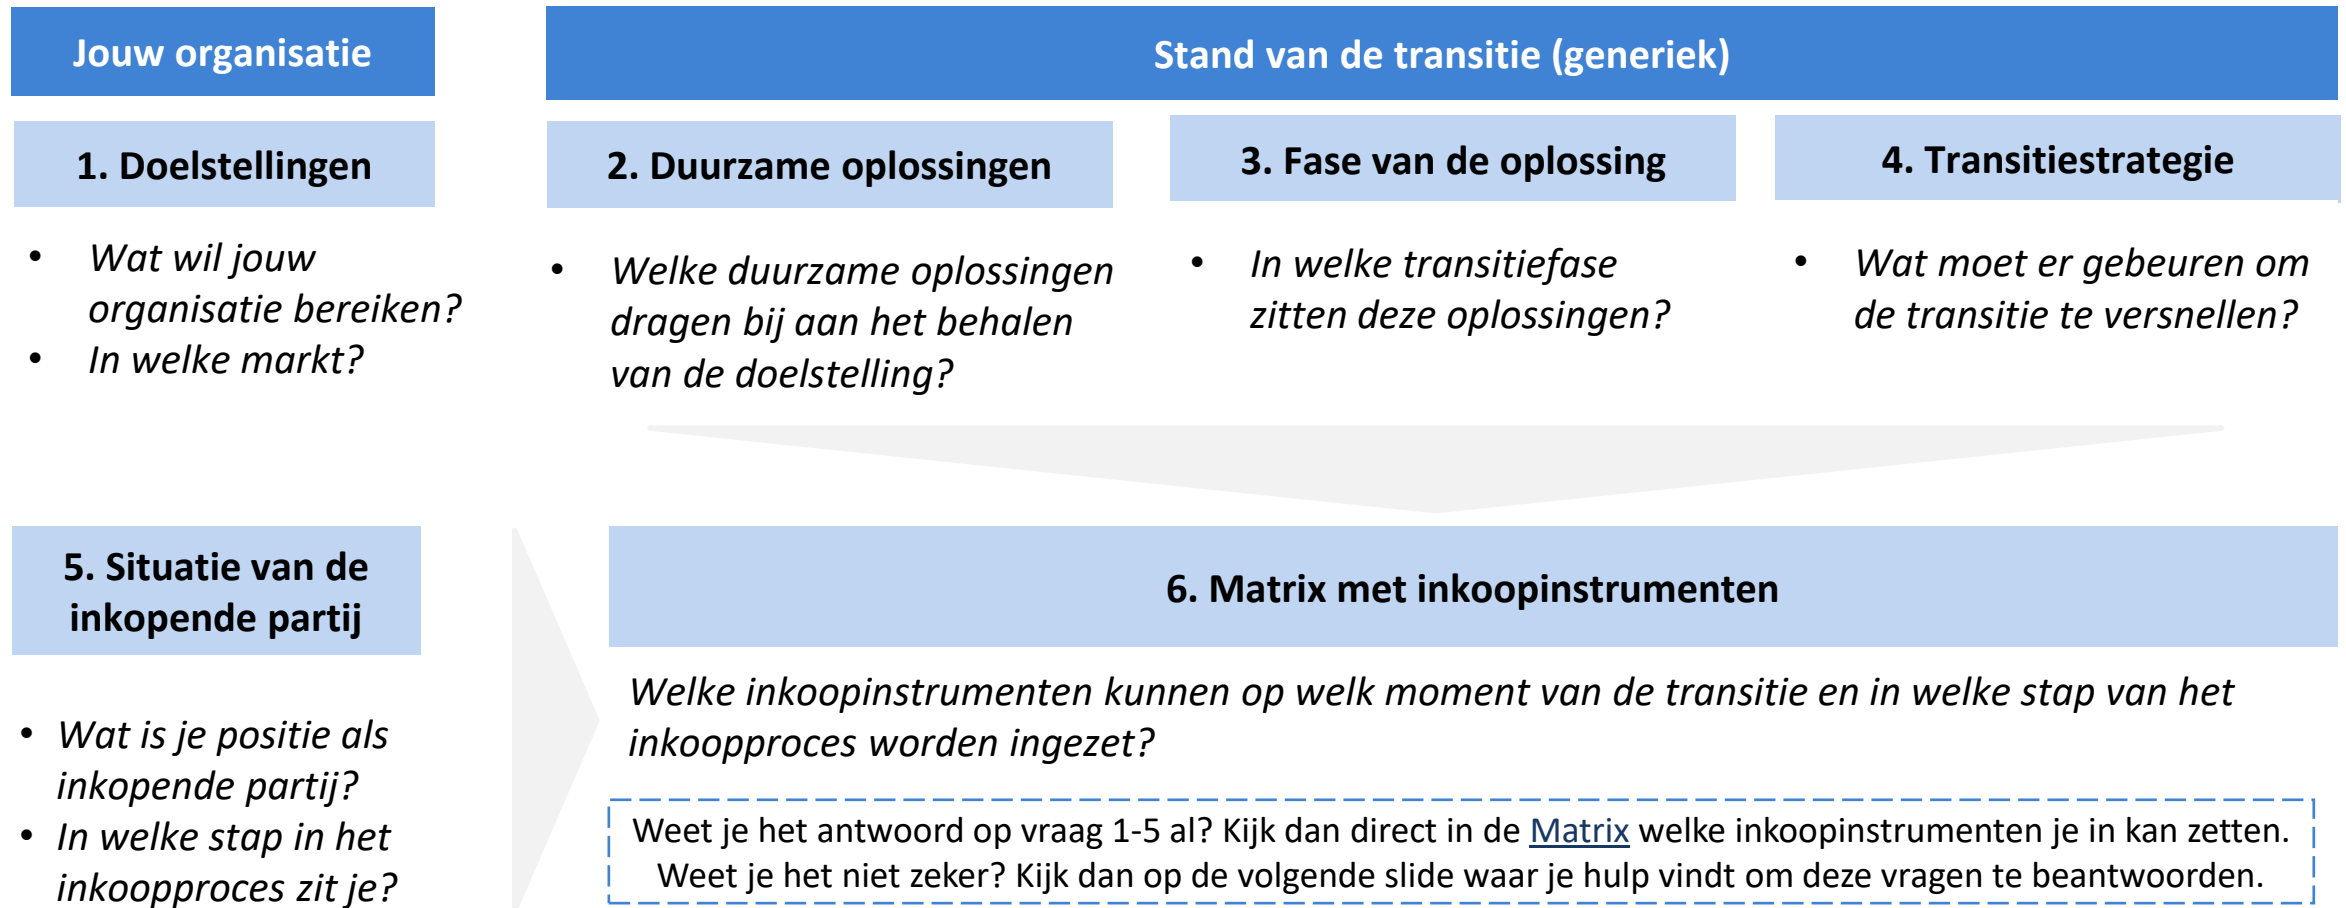 Jouw organisatie
Stand van de transitie (generiek)
1. Doelstellingen
• Wat wil jouw
organisatie bereiken?
• In welke markt?
2. Duurzame oplossingen
• Welke duurzame oplossingen
dragen bij aan het behalen
van de doelstelling?
3. Fase van de oplossing
• In welke transitiefase
zitten deze oplossingen?
4. Transitiestrategie
• Wat moet er gebeuren om
de transitie te versnellen?
5. Situatie van de
inkopende partij
• Wat is je positie als
inkopende partij?
• In welke stap in het
inkoopproces zit je?
6. Matrix met inkoopinstrumenten
Welke inkoopinstrumenten kunnen op welk moment van de transitie en in welke stap van het
inkoopproces worden ingezet?
Weet je het antwoord op vraag 1-5 al? Kijk dan direct in de Matrix welke inkoopinstrumenten je in kan zetten.
Weet je het niet zeker? Kijk dan op de volgende slide waar je hulp vindt om deze vragen te beantwoorden.